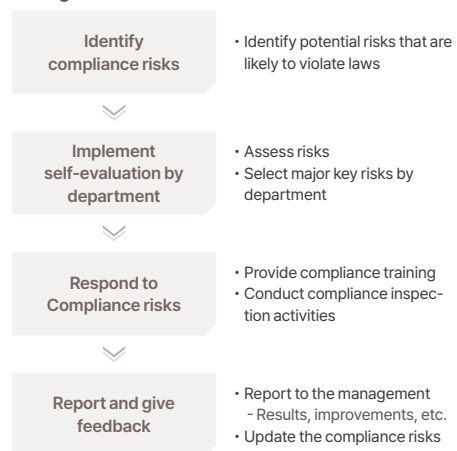 Identify
compliance risks
• Identify potential risks that are
likely to violate laws
Implement
self-evaluation by
department
• Assess risks
• Select major key risks by
department
Respond to
Compliance risks
• Provide compliance training
• Conduct compliance inspec-
tion activities
Report and give
feedback
• Report to the management
- Results, improvements, etc.
• Update the compliance risks